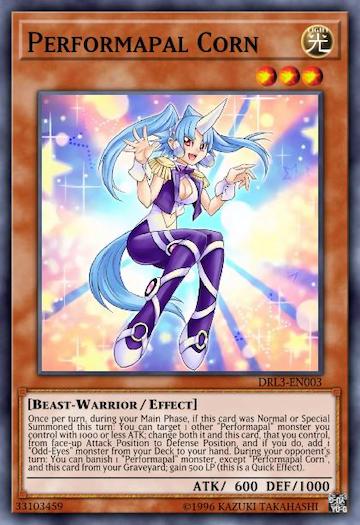 PERFORMAPAL CORN
LIGHT
光
DRL3-EN003
[BEAST-WARRIOR / EFFECT]
Once per turn, during your Main Phase, if this card was Normal or Special
Summoned this turn: You can target 1 other "Performapal" monster you
control with 1000 or less ATK; change both it and this card, that you control,
from face-up Attack Position to Defense Position, and if you do, add 1
"Odd-Eyes" monster from your Deck to your hand. During your opponent's
turn: You can banish 1 "Performapal" monster, except "Performapal Corn",
and this card from your Graveyard; gain 500 LP (this is a Quick Effect).
ATK/ 600 DEF/1000
33103459
©1996 KAZUKI TAKAHASHI